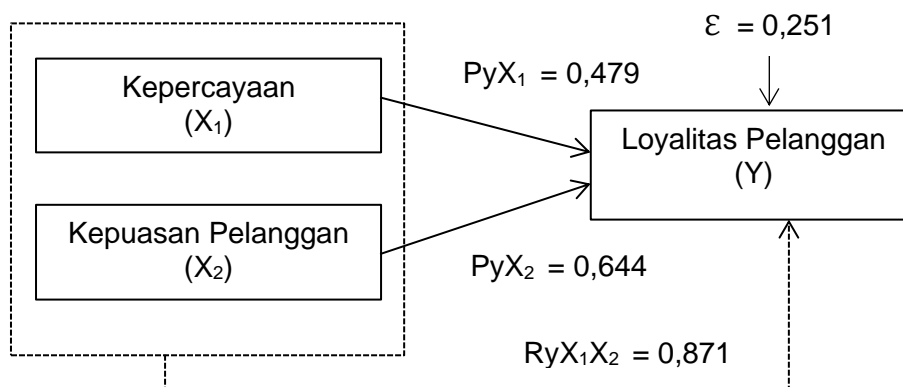 ε = 0,251
PyX₁ = 0,479
Kepercayaan
(X₁)
Loyalitas Pelanggan
(Y)
Kepuasan Pelanggan
(X₂)
PyX₂ = 0,644
RyX₁X₂ = 0,871